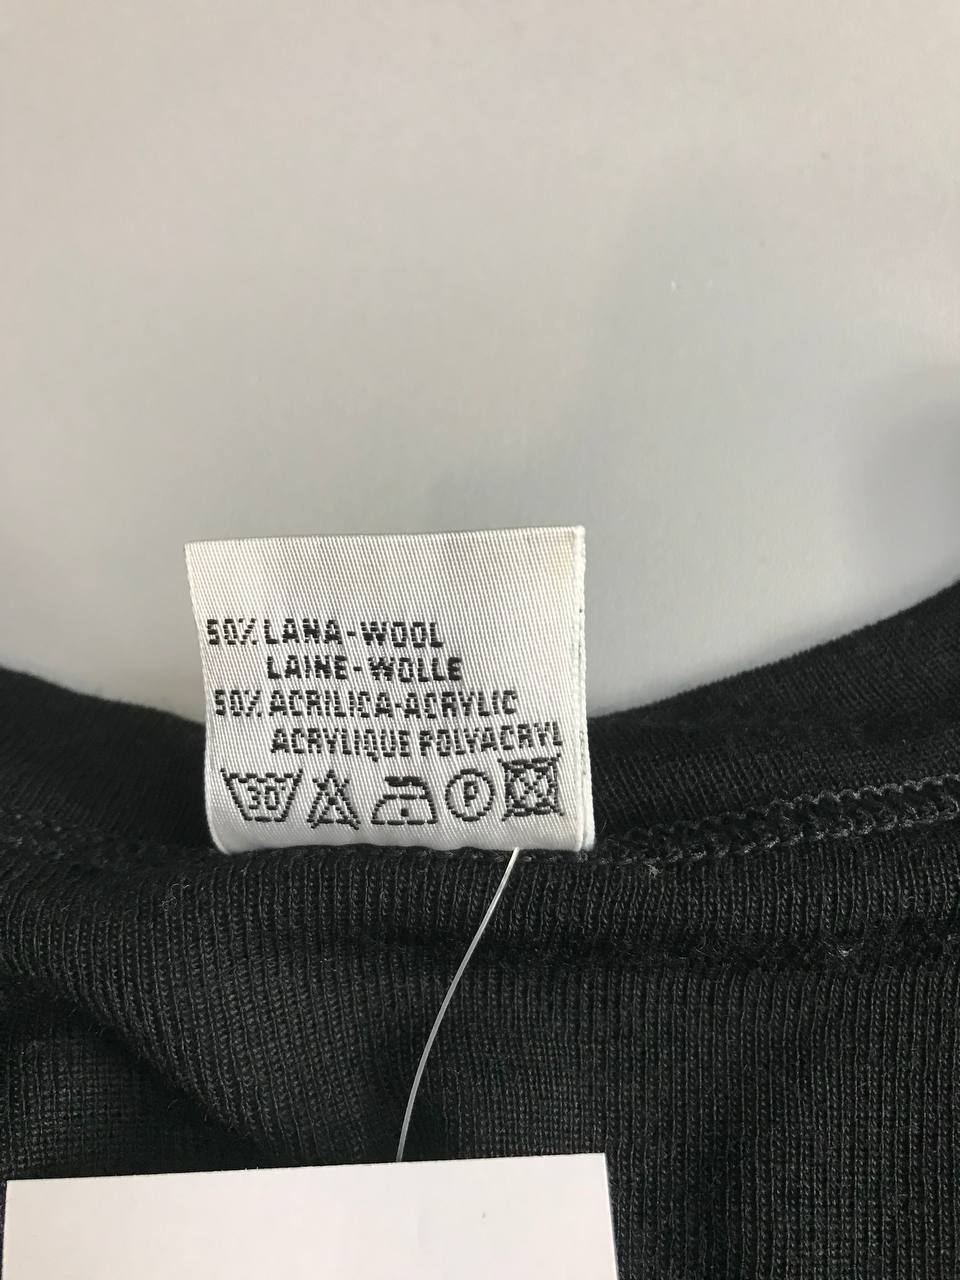 50% LANA-WOOL
LAINE-WOLLE
50% ACRILICA-ACRYLIC
ACRYLIQUE POLYACRYL
30 P